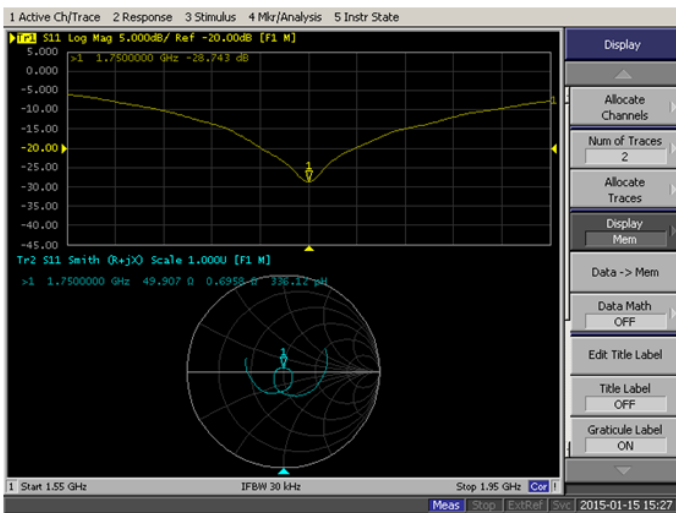 1 Active Ch/Trace 2 Response 3 Stimulus 4 Mkr/Analysis 5 Instr State
Tr1 S11 Log Mag 5.000dB/ Ref -20.00dB [F1 M]
5.000
>1 1.7500000 GHz -28.743 dB
0.000
-5.000
-10.00
-15.00
-20.00
-25.00
-30.00
-35.00
-40.00
-45.00
1
1
Tr2 S11 Smith (R+jX) Scale 1.000U [F1 M]
>1 1.7500000 GHz 49.907 Ω 0.6958 Ω 336.12 pH
1
1 Start 1.55 GHz IFBW 30 kHz Stop 1.95 GHz Cor !
Meas Stop ExtRef Svc 2015-01-15 15:27
Display
Allocate
Channels
Num of Traces
2
Allocate
Traces
Display
Mem
Data -> Mem
Data Math
OFF
Edit Title Label
Title Label
OFF
Graticule Label
ON